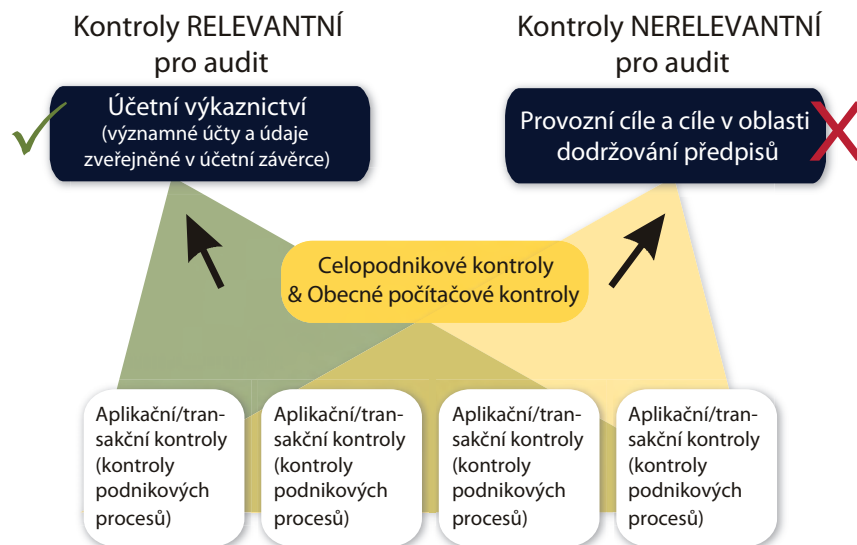 Kontroly RELEVANTNÍ
pro audit
Kontroly NERELEVANTNÍ
pro audit
Účetní výkaznictví
(významné účty a údaje
zveřejněné v účetní závěrce)
Provozní cíle a cíle v oblasti
dodržování předpisů
Celopodnikové kontroly
& Obecné počítačové kontroly
Aplikační/tran-
sakční kontroly
(kontroly
podnikových
procesů)
Aplikační/tran-
sakční kontroly
(kontroly
podnikových
procesů)
Aplikační/tran-
sakční kontroly
(kontroly
podnikových
procesů)
Aplikační/tran-
sakční kontroly
(kontroly
podnikových
procesů)